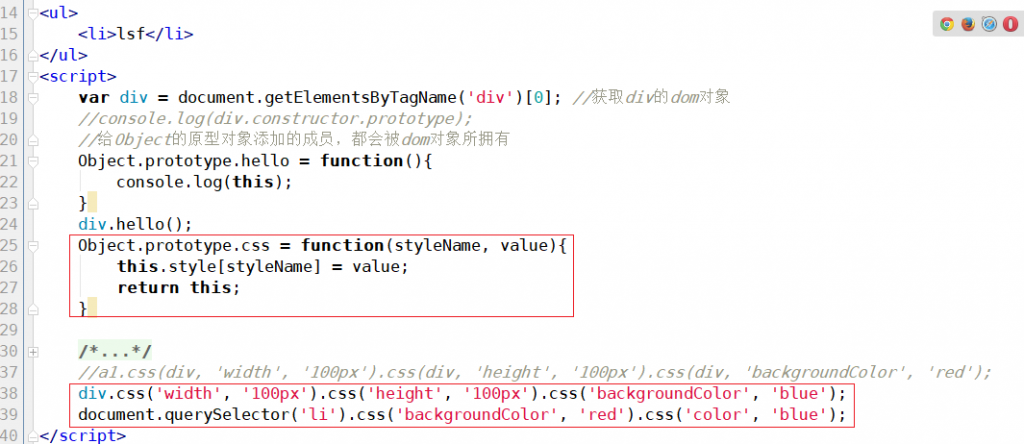 14 <ul>
15 <li>lsf</li>
16 </ul>
17 <script>
18 var div = document.getElementsByTagName('div')[0]; //获取div的dom对象
19 //console.log(div.constructor.prototype);
20 //给Object的原型对象添加的成员，都会被dom对象所拥有
21 Object.prototype.hello = function(){
22 console.log(this);
23 }
24 div.hello();
25 Object.prototype.css = function(styleName, value){
26 this.style[styleName] = value;
27 return this;
28 }
29
30 /*...*/
37 //a1.css(div, 'width', '100px').css(div, 'height', '100px').css(div, 'backgroundColor', 'red');
38 div.css('width', '100px').css('height', '100px').css('backgroundColor', 'blue');
39 document.querySelector('li').css('backgroundColor', 'red').css('color', 'blue');
40 </script>